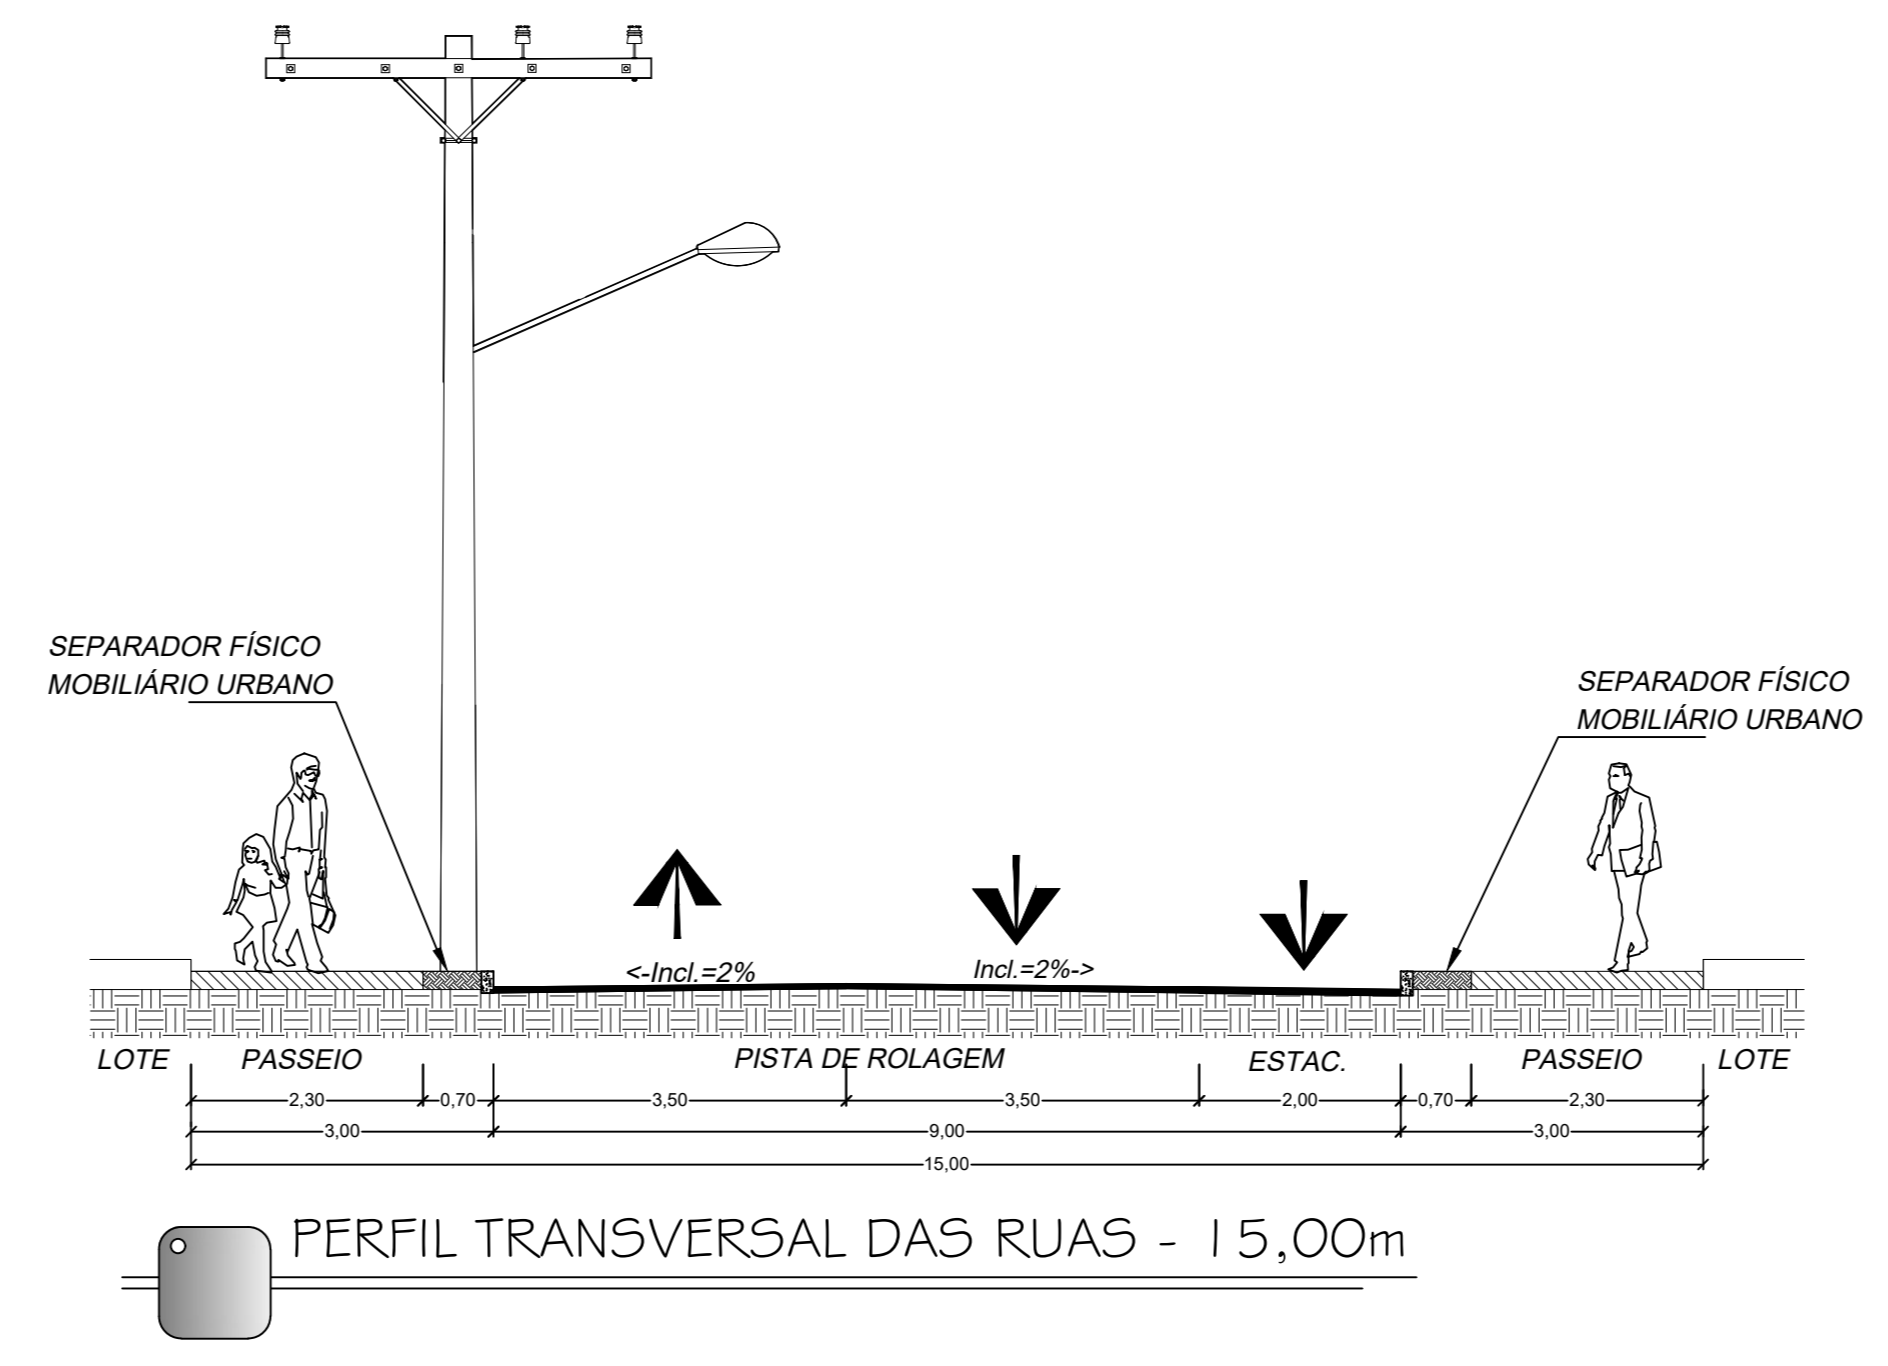 SEPARADOR FÍSICO
MOBILIÁRIO URBANO
SEPARADOR FÍSICO
MOBILIÁRIO URBANO
<-Incl.=2%
Incl.=2%->
LOTE PASSEIO PISTA DE ROLAGEM ESTAC. PASSEIO LOTE
2,30 0,70 3,50 3,50 2,00 0,70 2,30
3,00 9,00 3,00
15,00
PERFIL TRANSVERSAL DAS RUAS - 15,00m